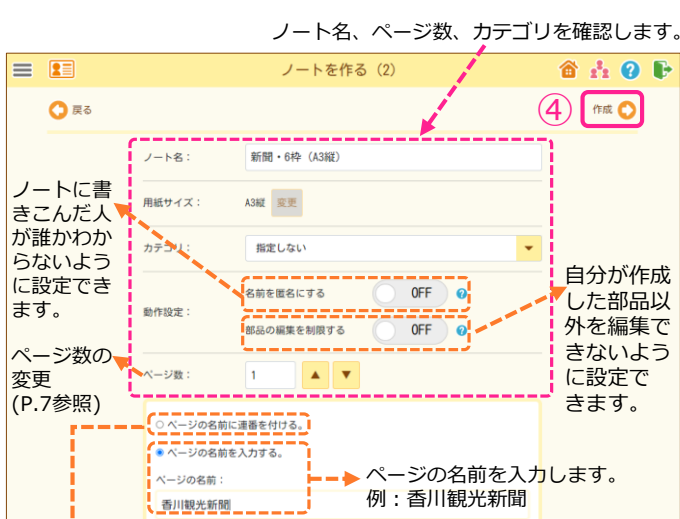 ノート名、ページ数、カテゴリを確認します。
ノートを作る（2）
戻る
④
作成
ノート名：
新聞・6枠（A3縦）
用紙サイズ：
A3縦
変更
カテゴリ：
指定しない
動作設定：
名前を匿名にする
OFF
部品の編集を制限する
OFF
ページ数：
1
ノートに書
きこんだ人
が誰かわか
らないよう
に設定でき
ます。
ページ数の
変更
(P.7参照)
自分が作成
した部品以
外を編集で
きないよう
に設定で
きます。
ページの名前に連番を付ける。
ページの名前を入力する。
ページの名前：
香川観光新聞
ページの名前を入力します。
例：香川観光新聞